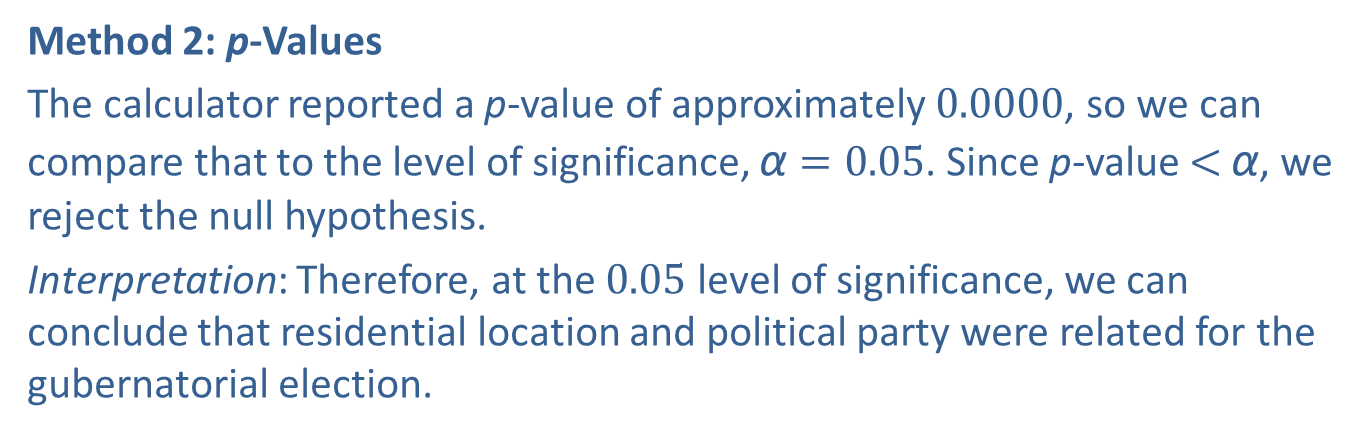 Method 2: p-Values
The calculator reported a p-value of approximately 0.0000, so we can
compare that to the level of significance, α = 0.05. Since p-value < α, we
reject the null hypothesis.
Interpretation: Therefore, at the 0.05 level of significance, we can
conclude that residential location and political party were related for the
gubernatorial election.